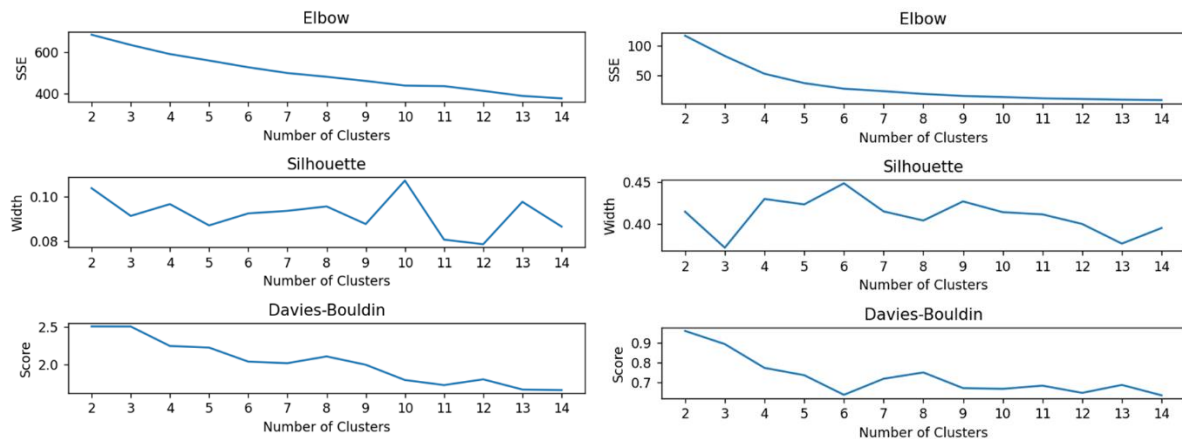 Elbow
SSE
600
400
2 3 4 5 6 7 8 9 10 11 12 13 14
Number of Clusters
Silhouette
Width
0.10
0.08
2 3 4 5 6 7 8 9 10 11 12 13 14
Number of Clusters
Davies-Bouldin
Score
2.5
2.0
2 3 4 5 6 7 8 9 10 11 12 13 14
Number of Clusters
Elbow
SSE
100
50
2 3 4 5 6 7 8 9 10 11 12 13 14
Number of Clusters
Silhouette
Width
0.45
0.40
2 3 4 5 6 7 8 9 10 11 12 13 14
Number of Clusters
Davies-Bouldin
Score
0.9
0.8
0.7
2 3 4 5 6 7 8 9 10 11 12 13 14
Number of Clusters